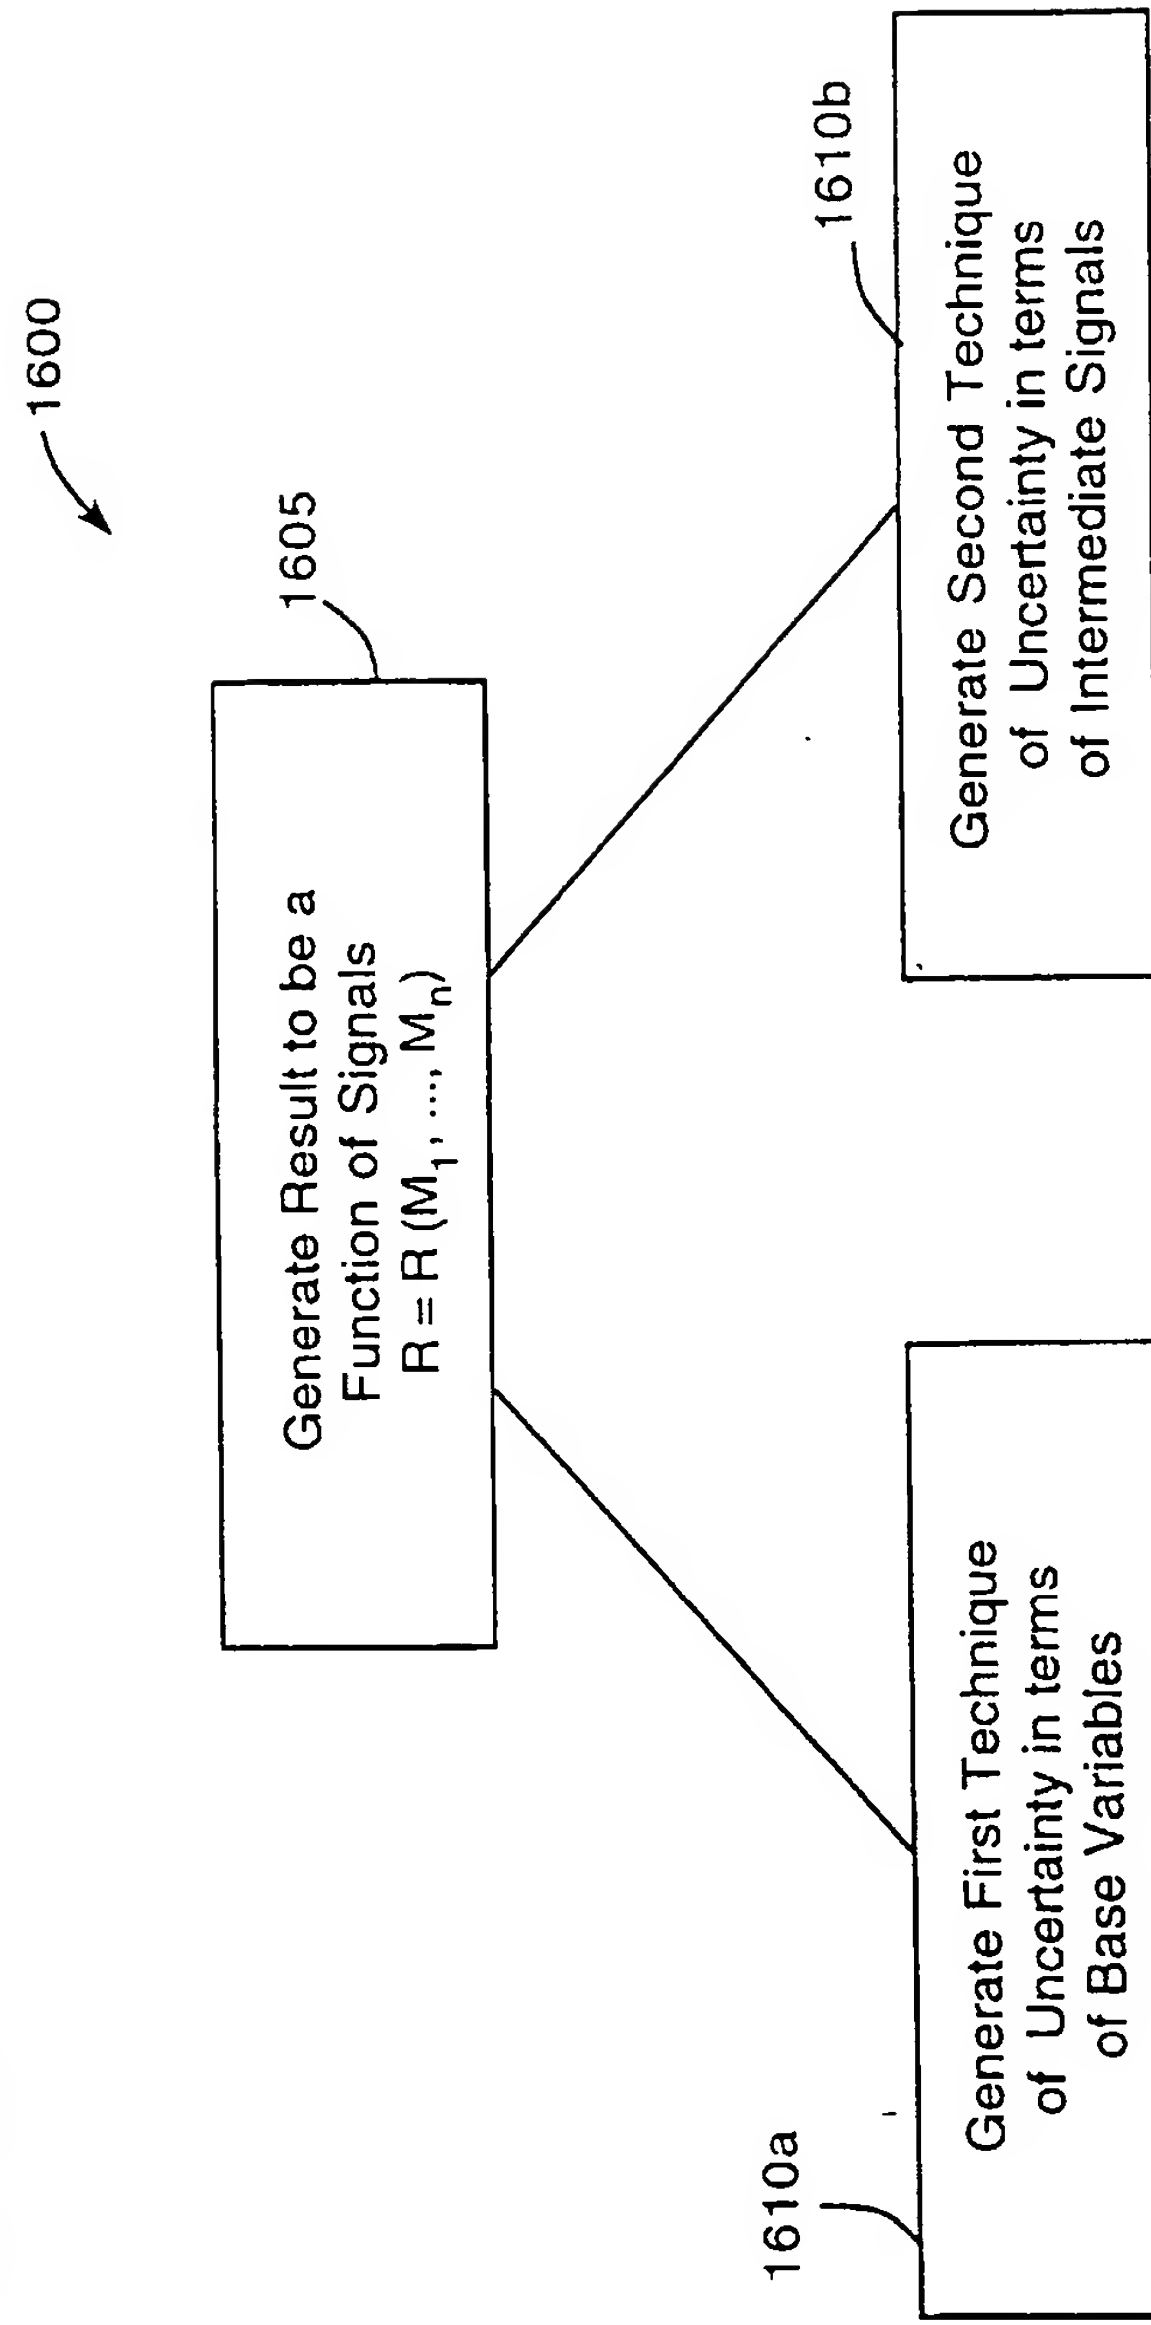 1600
1605
Generate Result to be a
Function of Signals
R = R (M1, ..., Mn)
1610a
Generate First Technique
of Uncertainty in terms
of Base Variables
1610b
Generate Second Technique
of Uncertainty in terms
of Intermediate Signals